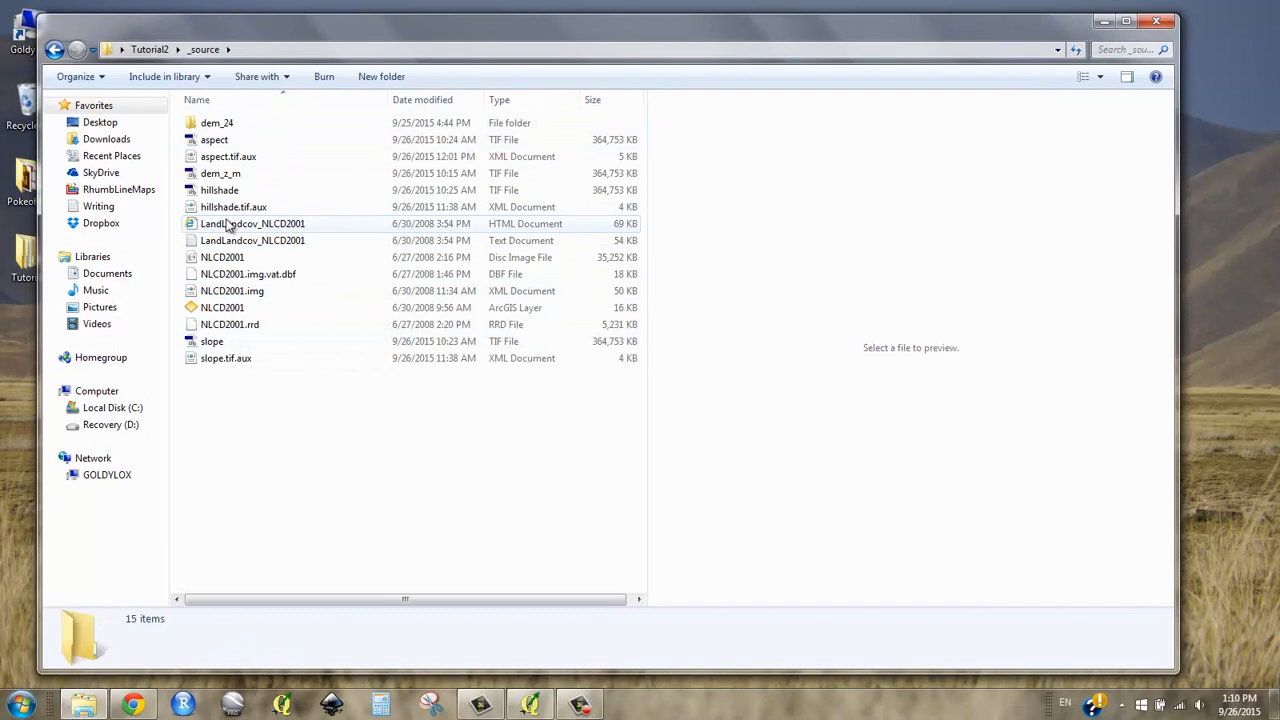 Goldy
Recycle
Pokeof
Tutori
Tutorial2
_source
Search _sou...
Organize
Include in library
Share with
Burn
New folder
Favorites
Desktop
Downloads
Recent Places
SkyDrive
RhumbLineMaps
Writing
Dropbox
Libraries
Documents
Music
Pictures
Videos
Homegroup
Computer
Local Disk (C:)
Recovery (D:)
Network
GOLDYLOX
Name Date modified Type Size
dem_24 9/25/2015 4:44 PM File folder
aspect 9/26/2015 10:24 AM TIF File 364,753 KB
aspect.tif.aux 9/26/2015 12:01 PM XML Document 5 KB
dem_z_m 9/26/2015 10:15 AM TIF File 364,753 KB
hillshade 9/26/2015 10:25 AM TIF File 364,753 KB
hillshade.tif.aux 9/26/2015 11:38 AM XML Document 4 KB
LandLandcov_NLCD2001 6/30/2008 3:54 PM HTML Document 69 KB
LandLandcov_NLCD2001 6/30/2008 3:54 PM Text Document 54 KB
NLCD2001 6/27/2008 2:16 PM Disc Image File 35,252 KB
NLCD2001.img.vat.dbf 6/27/2008 1:46 PM DBF File 18 KB
NLCD2001.img 6/30/2008 11:34 AM XML Document 50 KB
NLCD2001 6/30/2008 9:56 AM ArcGIS Layer 16 KB
NLCD2001.rrd 6/27/2008 2:20 PM RRD File 5,231 KB
slope 9/26/2015 10:23 AM TIF File 364,753 KB
slope.tif.aux 9/26/2015 11:38 AM XML Document 4 KB
Select a file to preview.
15 items
EN
1:10 PM
9/26/2015